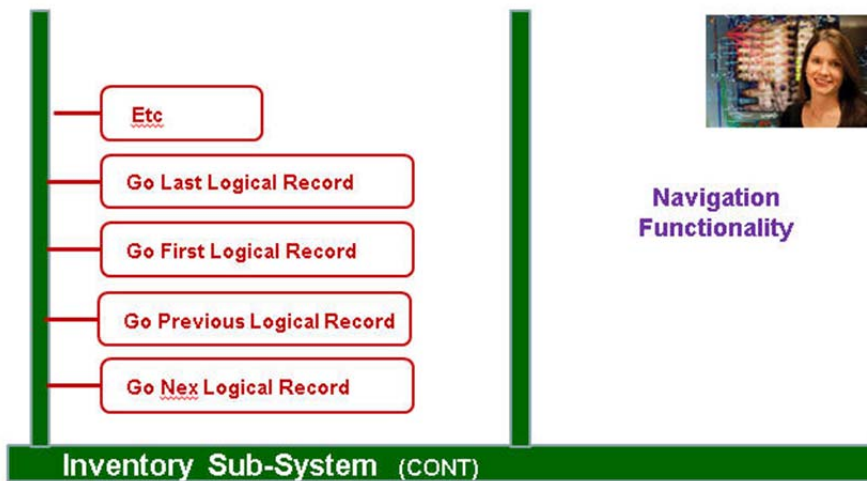 Etc
Go Last Logical Record
Go First Logical Record
Go Previous Logical Record
Go Nex Logical Record
Navigation
Functionality
Inventory Sub-System (CONT)